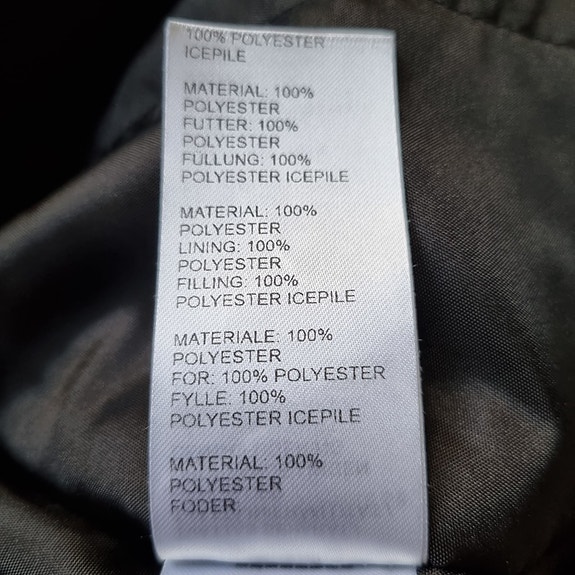 100% POLYESTER
ICEPILE
MATERIAL: 100%
POLYESTER
FUTTER: 100%
POLYESTER
FÜLLUNG: 100%
POLYESTER ICEPILE
MATERIAL: 100%
POLYESTER
LINING: 100%
POLYESTER
FILLING: 100%
POLYESTER ICEPILE
MATERIALE: 100%
POLYESTER
FOR: 100% POLYESTER
FYLLE: 100%
POLYESTER ICEPILE
MATERIAL: 100%
POLYESTER
FODER: